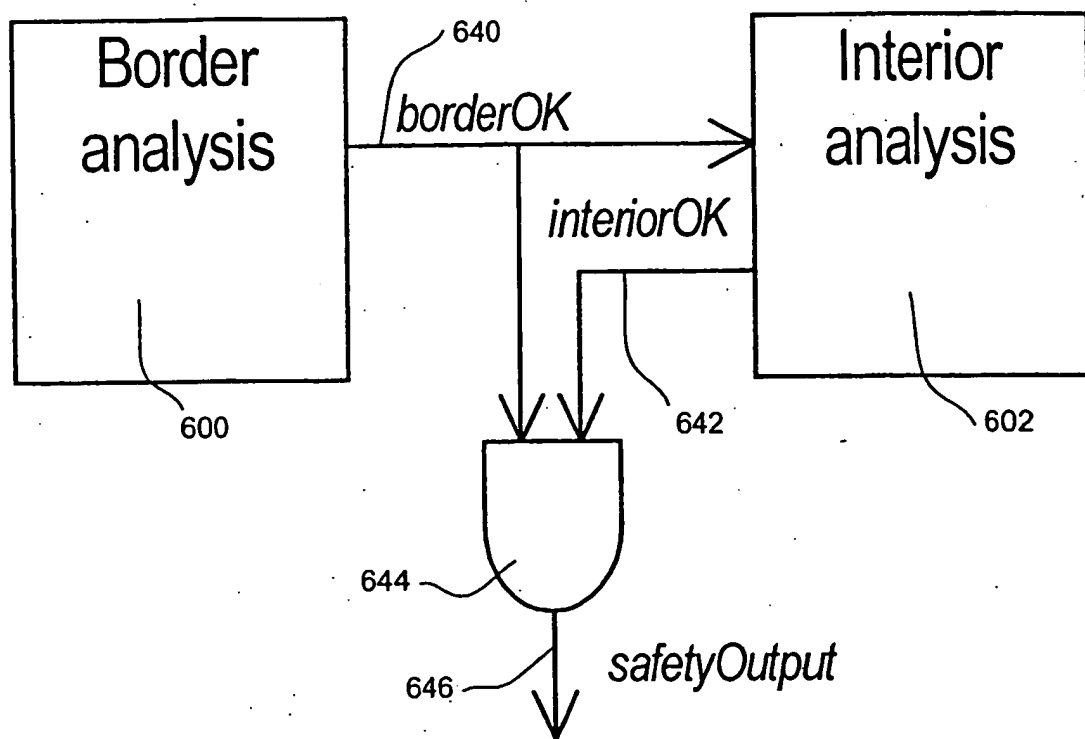 Border
analysis
640
borderOK
Interior
analysis
interiorOK
600
642
602
644
646
safetyOutput